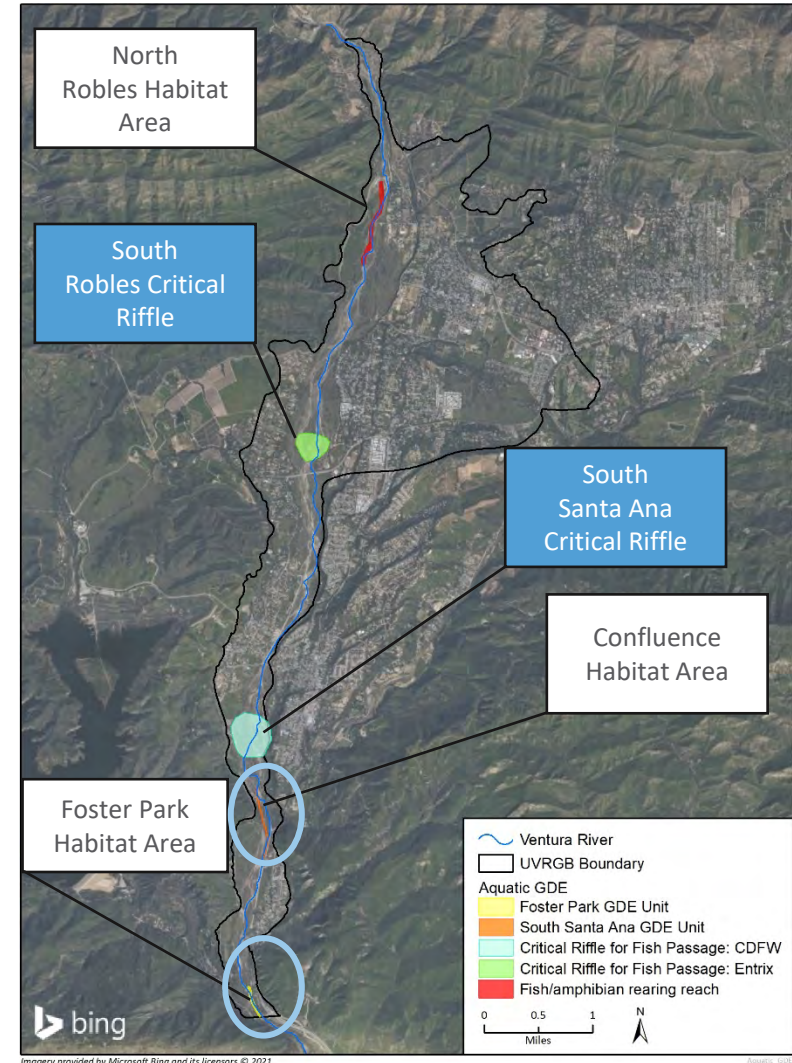 North
Robles Habitat
Area
South
Robles Critical
Riffle
South
Santa Ana
Critical Riffle
Confluence
Habitat Area
Foster Park
Habitat Area
Ventura River
UVRGB Boundary
Aquatic GDE
Foster Park GDE Unit
South Santa Ana GDE Unit
Critical Riffle for Fish Passage: CDFW
Critical Riffle for Fish Passage: Entrix
Fish/amphibian rearing reach
0 0.5 1
Miles
N
bing
Imagery provided by Microsoft Bing and its licensors © 2021
Aquatic GDE